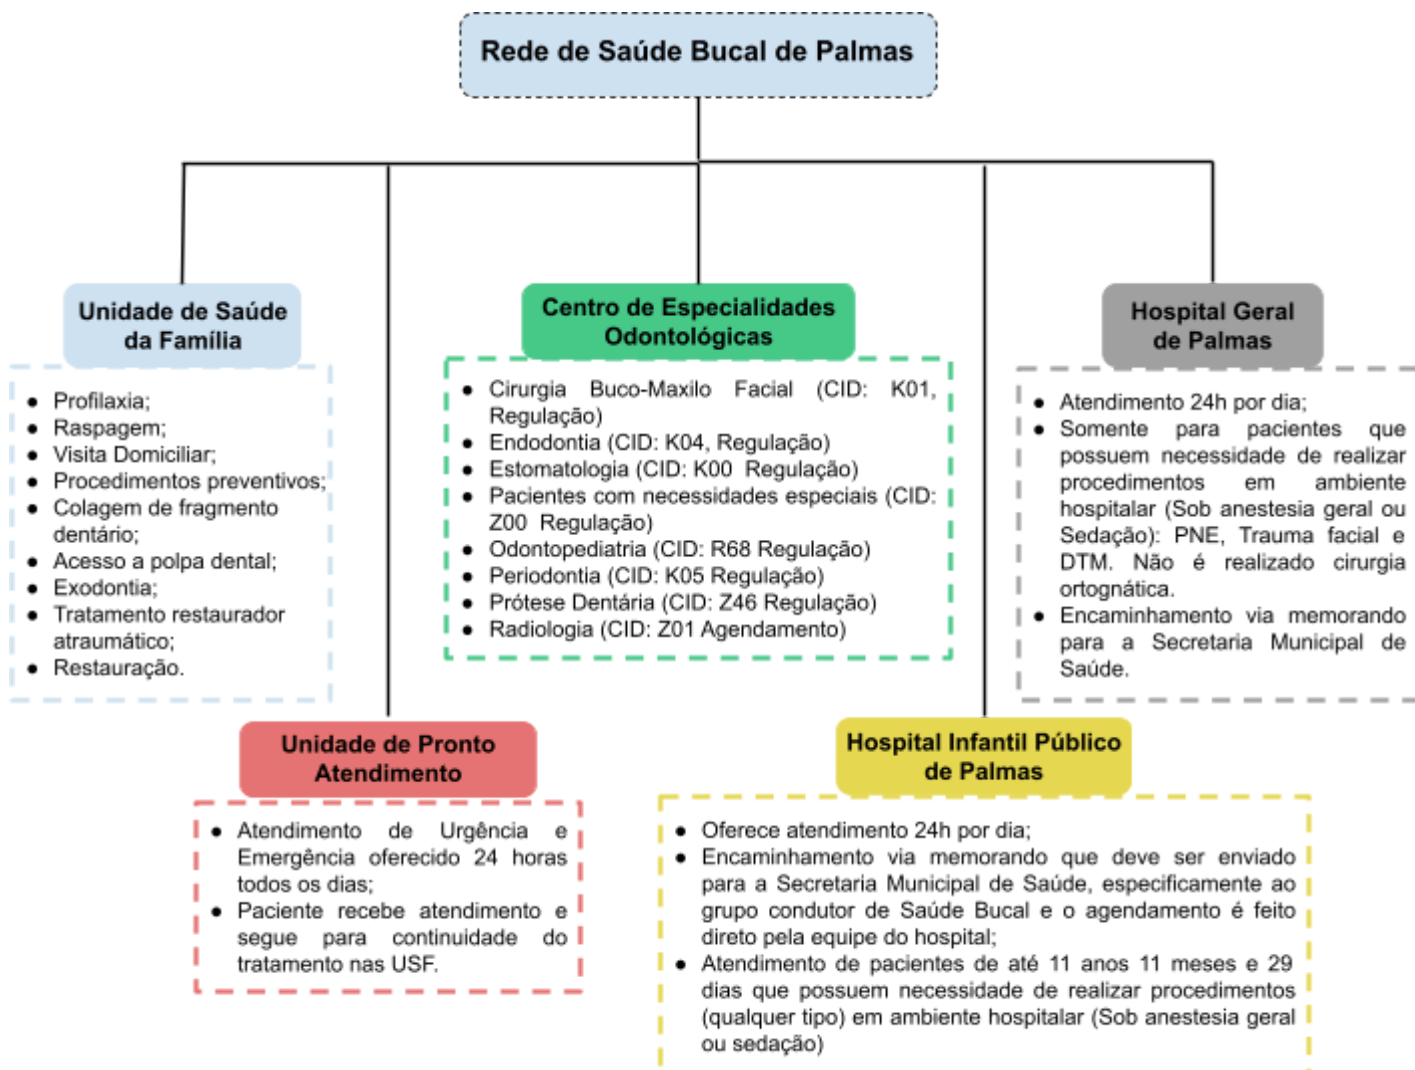 Rede de Saúde Bucal de Palmas
Unidade de Saúde
da Família
● Profilaxia;
● Raspagem;
● Visita Domiciliar;
● Procedimentos preventivos;
● Colagem de fragmento
dentário;
● Acesso a polpa dental;
● Exodontia;
● Tratamento restaurador
atraumático;
● Restauração.
Centro de Especialidades
Odontológicas
● Cirurgia Buco-Maxilo Facial (CID: K01,
Regulação)
● Endodontia (CID: K04, Regulação)
● Estomatologia (CID: K00 Regulação)
● Pacientes com necessidades especiais (CID:
Z00 Regulação)
● Odontopediatria (CID: R68 Regulação)
● Periodontia (CID: K05 Regulação)
● Prótese Dentária (CID: Z46 Regulação)
● Radiologia (CID: Z01 Agendamento)
Hospital Geral
de Palmas
● Atendimento 24h por dia;
● Somente para pacientes que
possuem necessidade de realizar
procedimentos em ambiente
hospitalar (Sob anestesia geral ou
Sedação): PNE, Trauma facial e
DTM. Não é realizado cirurgia
ortognática.
● Encaminhamento via memorando
para a Secretaria Municipal de
Saúde.
Unidade de Pronto
Atendimento
● Atendimento de Urgência e
Emergência oferecido 24 horas
todos os dias;
● Paciente recebe atendimento e
segue para continuidade do
tratamento nas USF.
Hospital Infantil Público
de Palmas
● Oferece atendimento 24h por dia;
● Encaminhamento via memorando que deve ser enviado
para a Secretaria Municipal de Saúde, especificamente ao
grupo condutor de Saúde Bucal e o agendamento é feito
direto pela equipe do hospital;
● Atendimento de pacientes de até 11 anos 11 meses e 29
dias que possuem necessidade de realizar procedimentos
(qualquer tipo) em ambiente hospitalar (Sob anestesia geral
ou sedação)